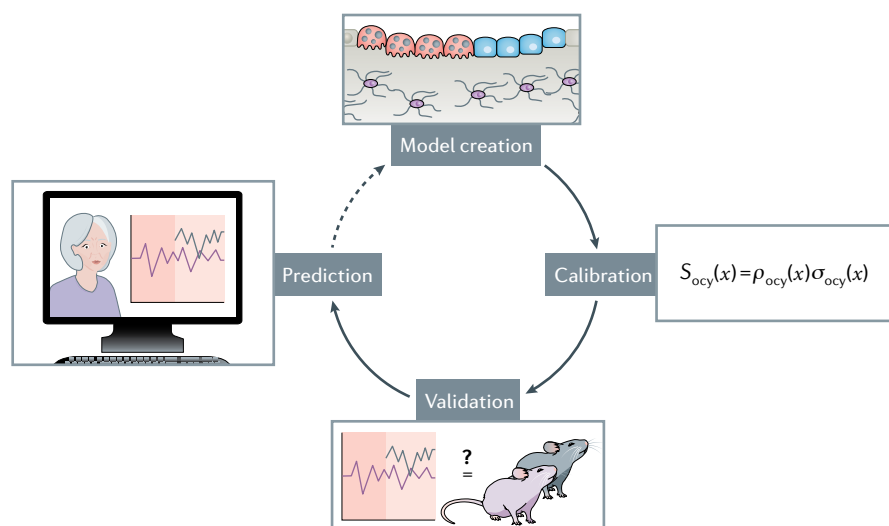 Model creation
Prediction
Calibration
S_ocy(x)=ρ_ocy(x)σ_ocy(x)
Validation
?
=